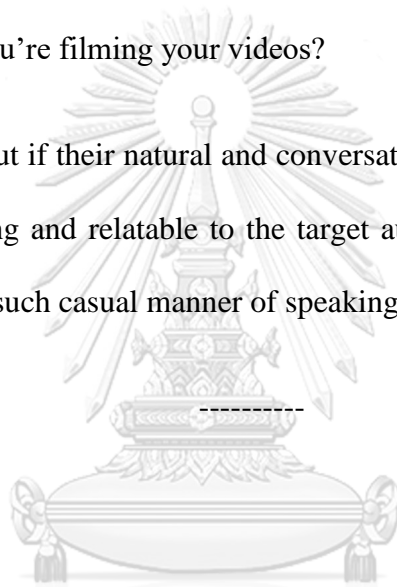 u’re filming your videos?
ut if their natural and conversat
ng and relatable to the target au
such casual manner of speaking
----------